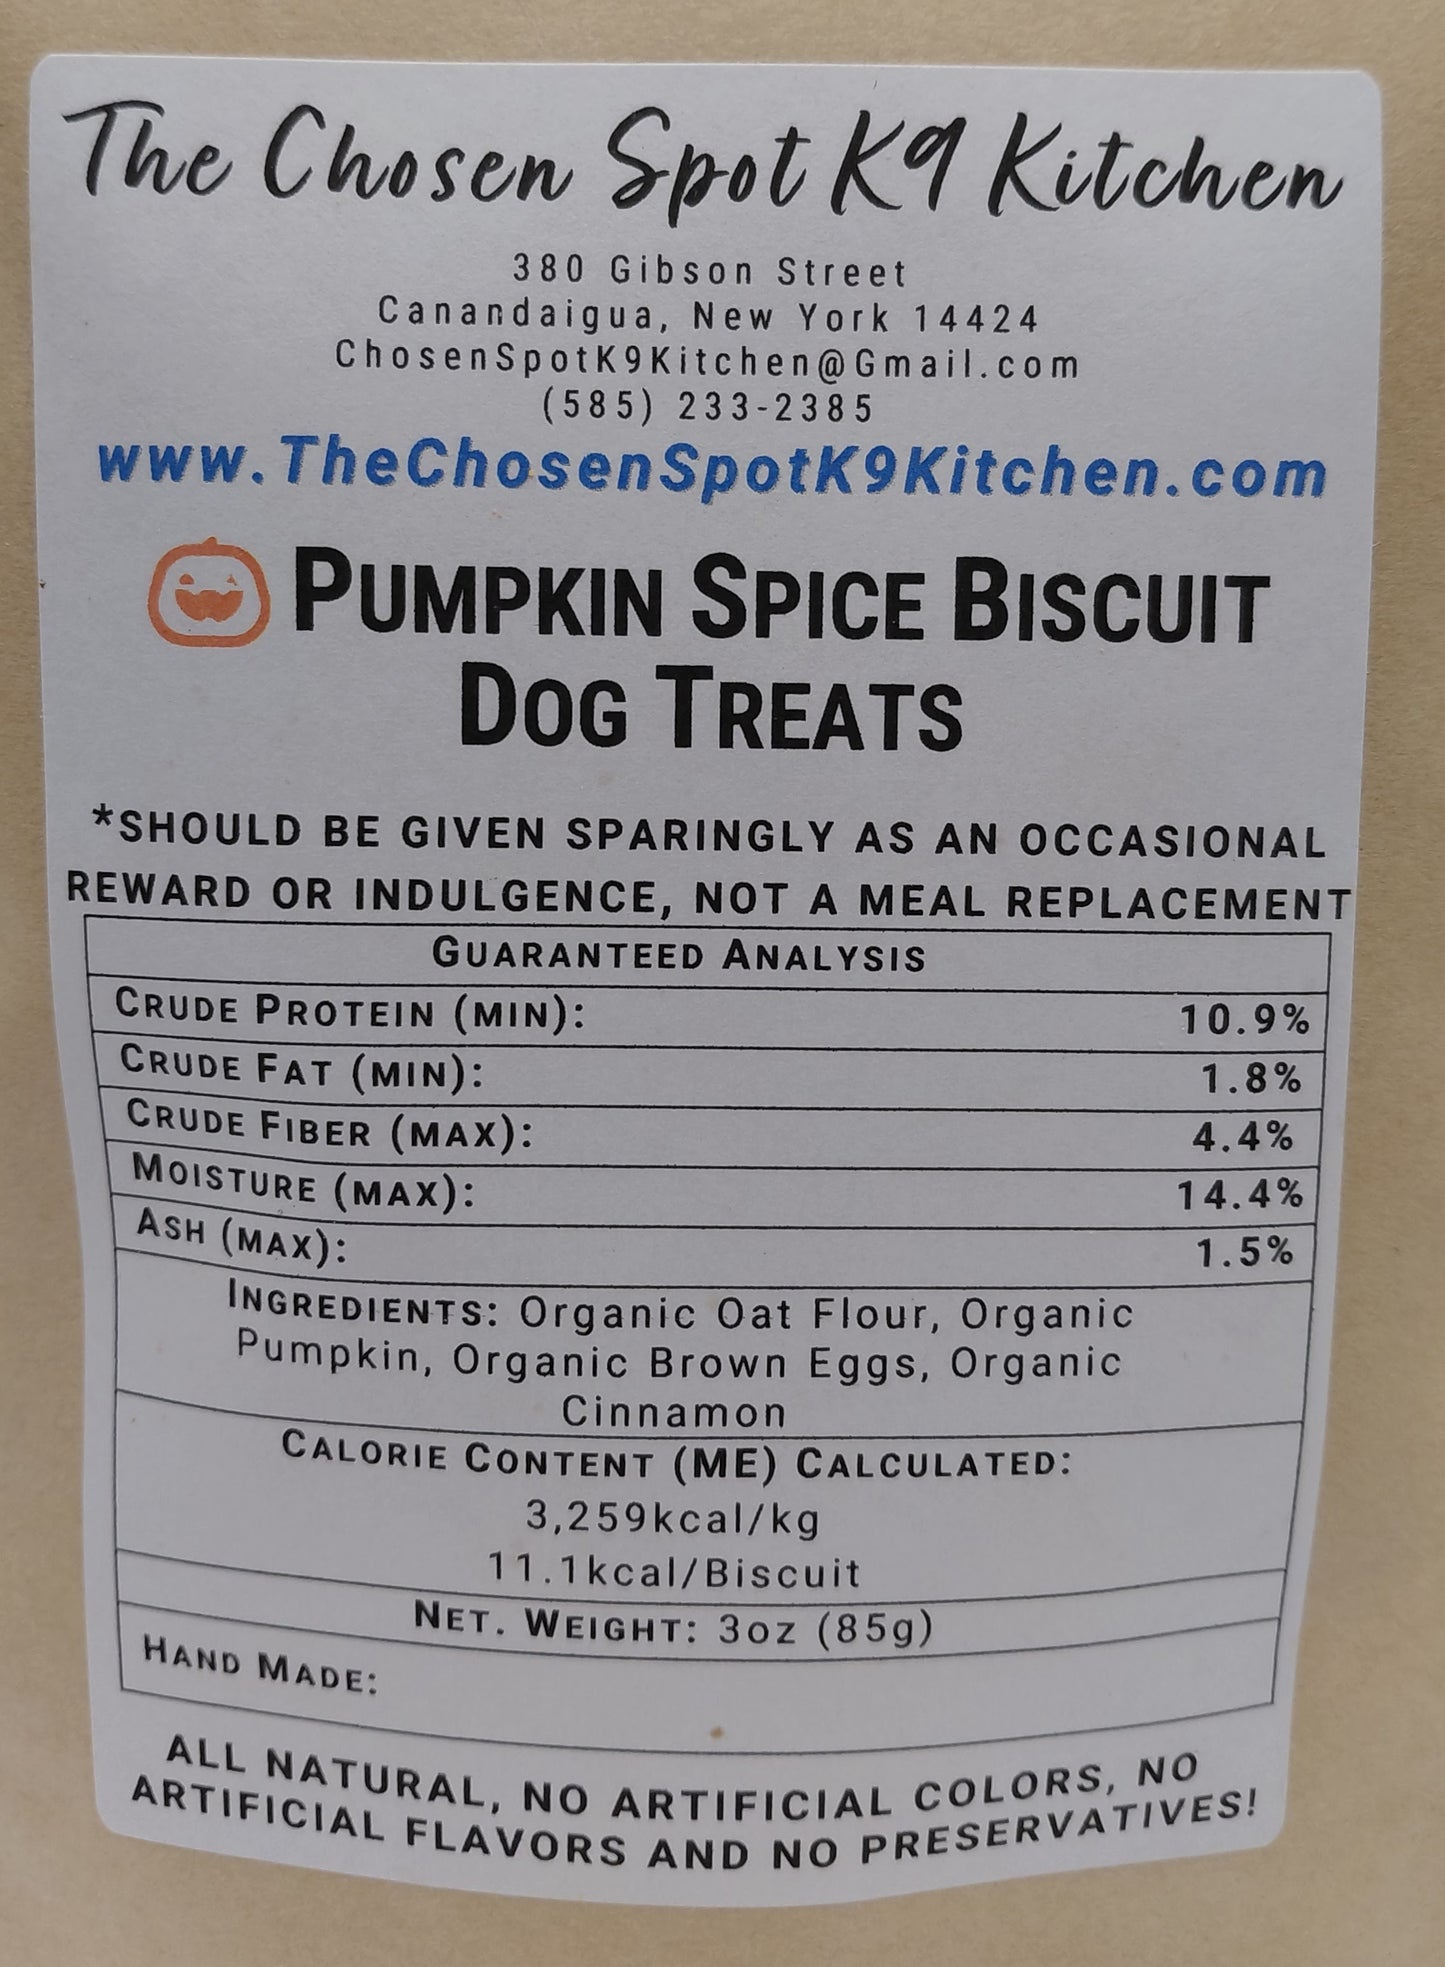 The Chosen Spot K9 Kitchen
380 Gibson Street
Canandaigua, New York 14424
ChosenSpotK9Kitchen@Gmail.com
(585) 233-2385
www.TheChosenSpotK9Kitchen.com
PUMPKIN SPICE BISCUIT
DOG TREATS
*SHOULD BE GIVEN SPARINGLY AS AN OCCASIONAL
REWARD OR INDULGENCE, NOT A MEAL REPLACEMENT
GUARANTEED ANALYSIS
CRUDE PROTEIN (MIN): 10.9%
CRUDE FAT (MIN): 1.8%
CRUDE FIBER (MAX): 4.4%
MOISTURE (MAX): 14.4%
ASH (MAX): 1.5%
INGREDIENTS: Organic Oat Flour, Organic
Pumpkin, Organic Brown Eggs, Organic
Cinnamon
CALORIE CONTENT (ME) CALCULATED:
3,259kcal/kg
11.1kcal/Biscuit
NET. WEIGHT: 3oz (85g)
HAND MADE:
ALL NATURAL, NO ARTIFICIAL COLORS, NO
ARTIFICIAL FLAVORS AND NO PRESERVATIVES!